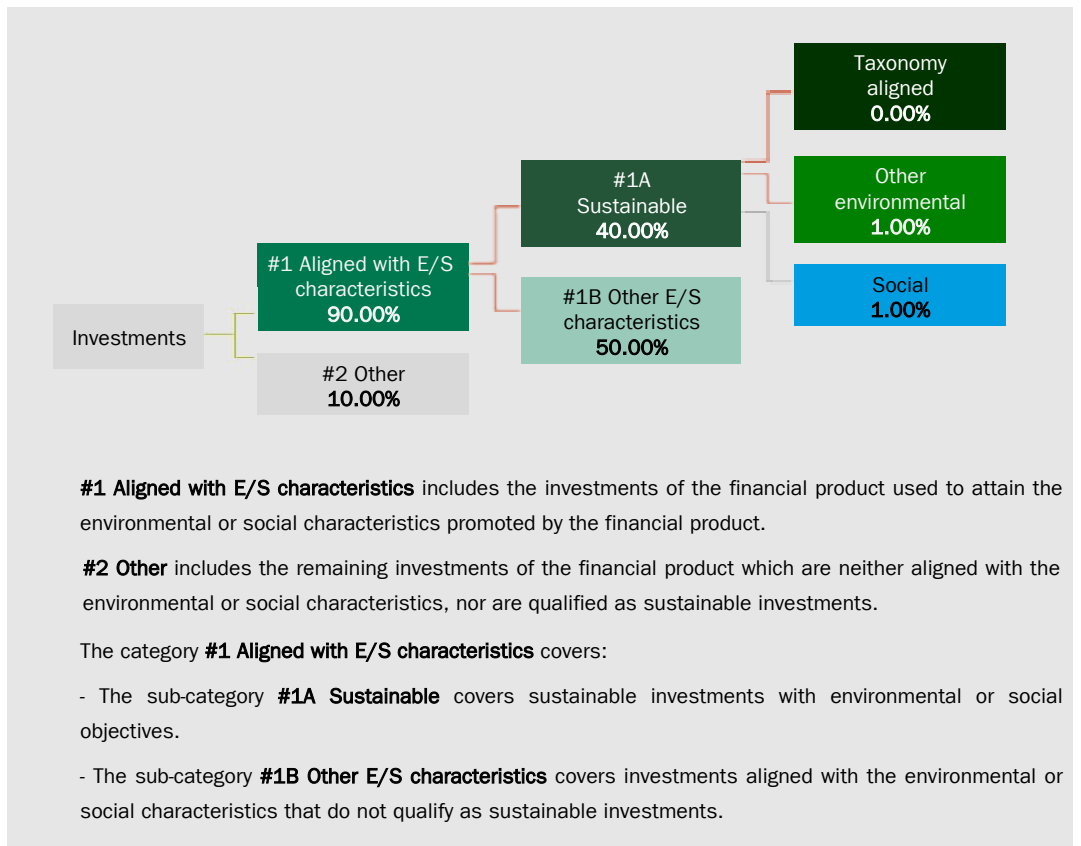 Taxonomy
aligned
0.00%
#1A
Sustainable
40.00%
Other
environmental
1.00%
#1 Aligned with E/S
characteristics
90.00%
Social
1.00%
#1B Other E/S
characteristics
50.00%
Investments
#2 Other
10.00%
#1 Aligned with E/S characteristics includes the investments of the financial product used to attain the
environmental or social characteristics promoted by the financial product.
#2 Other includes the remaining investments of the financial product which are neither aligned with the
environmental or social characteristics, nor are qualified as sustainable investments.
The category #1 Aligned with E/S characteristics covers:
- The sub-category #1A Sustainable covers sustainable investments with environmental or social
objectives.
- The sub-category #1B Other E/S characteristics covers investments aligned with the environmental or
social characteristics that do not qualify as sustainable investments.